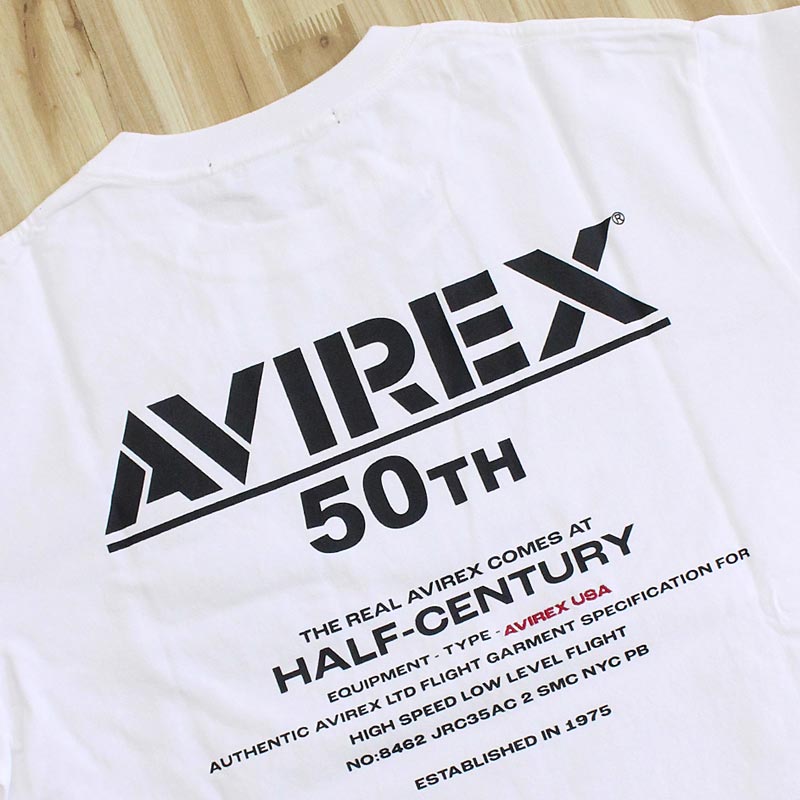 AVIREX®
50TH
THE REAL AVIREX COMES AT
HALF-CENTURY
EQUIPMENT - TYPE - AVIREX USA
AUTHENTIC AVIREX LTD FLIGHT GARMENT SPECIFICATION FOR
HIGH SPEED LOW LEVEL FLIGHT
NO:8462 JRC35AC 2 SMC NYC PB
ESTABLISHED IN 1975